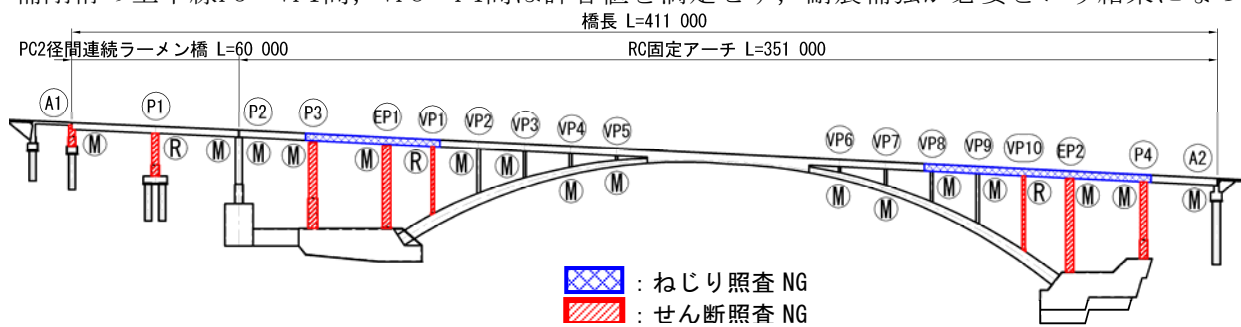 橋長 L=411 000
PC2径間連続ラーメン橋 L=60 000
RC固定アーチ L=351 000
A1 P1 P2 P3 EP1 VP1 VP2 VP3 VP4 VP5 VP6 VP7 VP8 VP9 VP10 EP2 P4 A2
M R M M M M R M M M M M M M M R M M M
: ねじり照査 NG
: せん断照査 NG